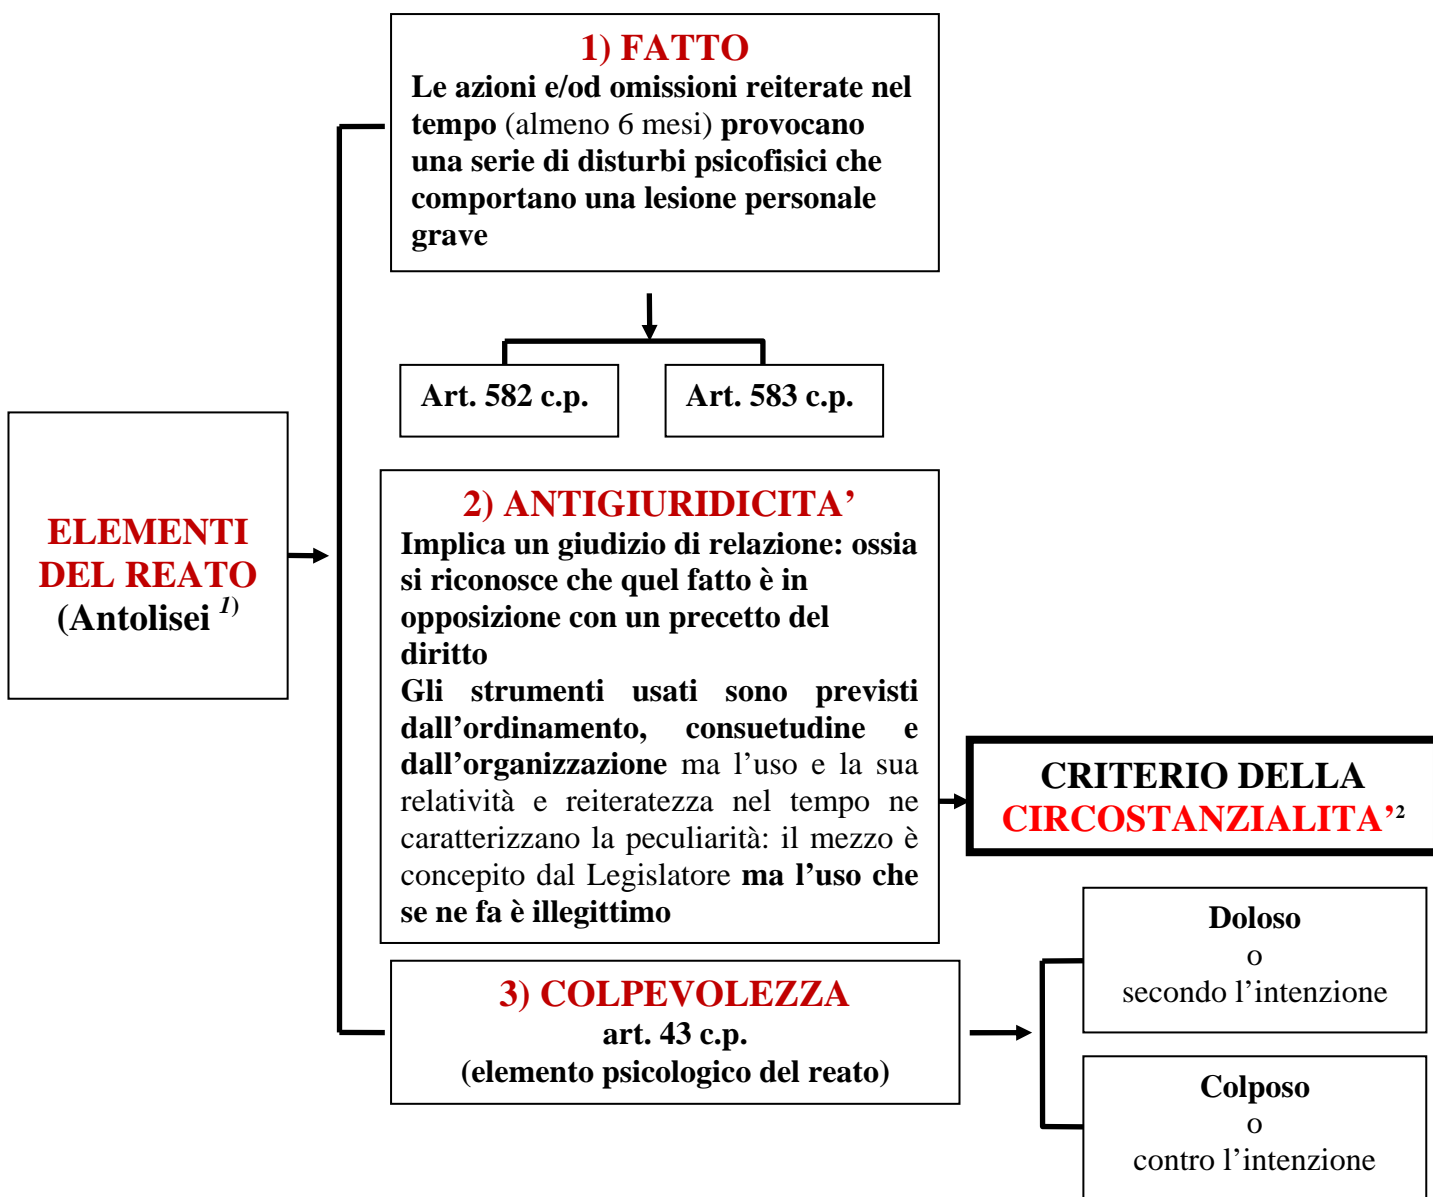 1) FATTO
Le azioni e/od omissioni reiterate nel
tempo (almeno 6 mesi) provocano
una serie di disturbi psicofisici che
comportano una lesione personale
grave
Art. 582 c.p.
Art. 583 c.p.
ELEMENTI
DEL REATO
(Antolisei 1)
2) ANTIGIURIDICITA’
Implica un giudizio di relazione: ossia
si riconosce che quel fatto è in
opposizione con un precetto del
diritto
Gli strumenti usati sono previsti
dall’ordinamento, consuetudine e
dall’organizzazione ma l’uso e la sua
relatività e reiteratezza nel tempo ne
caratterizzano la peculiarità: il mezzo è
concepito dal Legislatore ma l’uso che
se ne fa è illegittimo
CRITERIO DELLA
CIRCOSTANZIALITA’2
3) COLPEVOLEZZA
art. 43 c.p.
(elemento psicologico del reato)
Doloso
o
secondo l’intenzione
Colposo
o
contro l’intenzione